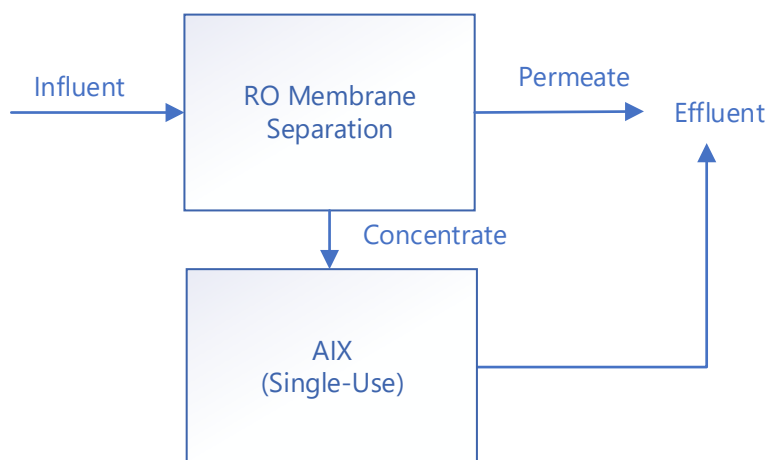 Influent
RO Membrane
Separation
Permeate
Effluent
Concentrate
AIX
(Single-Use)